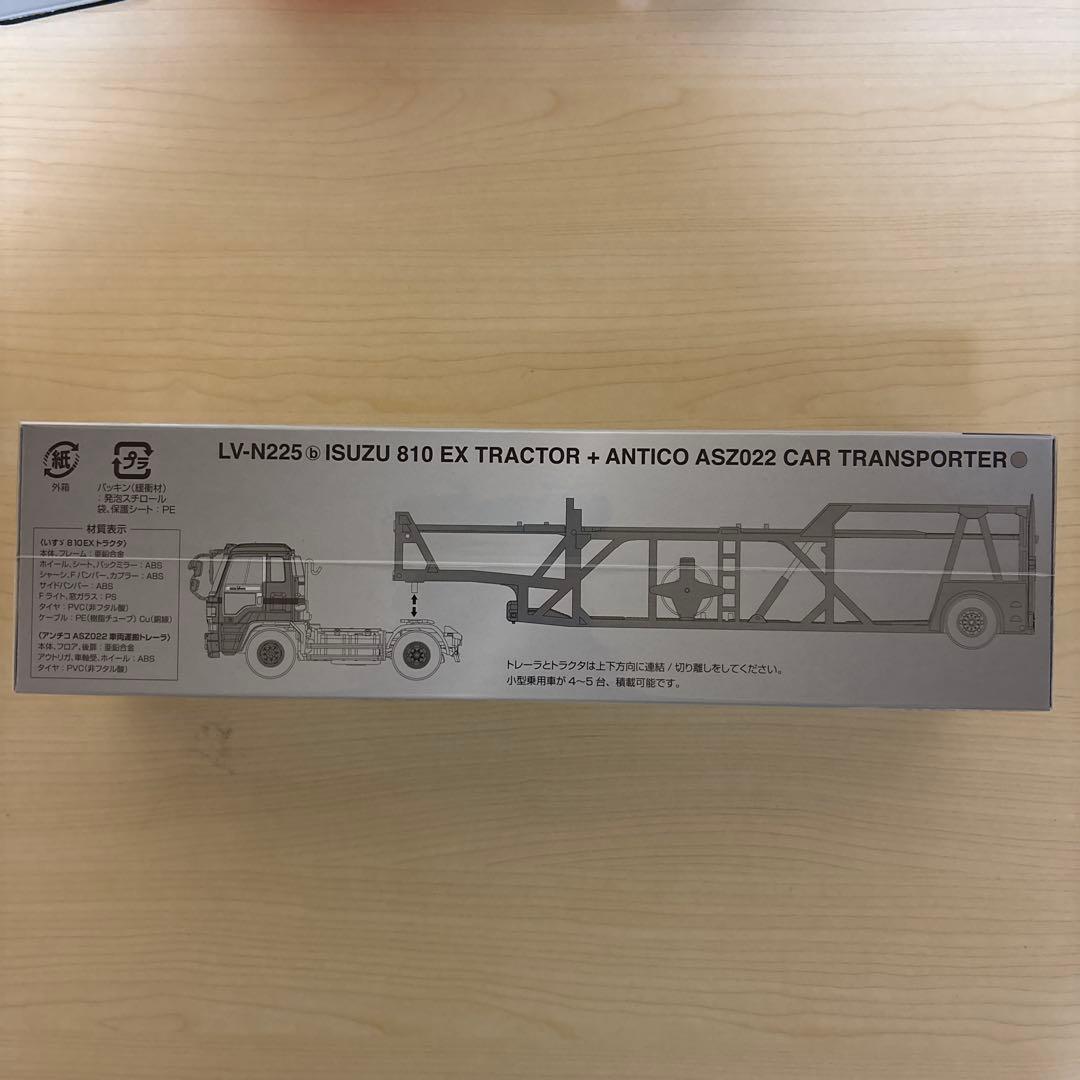 LV-N225ⓑ ISUZU 810 EX TRACTOR + ANTICO ASZ022 CAR TRANSPORTER
紙
外箱
プラ
パッキン(緩衝材)
:発泡スチロール
袋、保護シート:PE
材質表示
〈いすゞ810EXトラクタ〉
本体、フレーム:亜鉛合金
ホイール、シート、バックミラー:ABS
シャーシ、Fバンパー、カプラー:ABS
サイドバンパー:ABS
Fライト、窓ガラス:PS
タイヤ:PVC(非フタル酸)
ケーブル:PE(樹脂チューブ) Cu(銅線)
〈アンチコASZ022車両運搬トレーラ〉
本体、フロア、後扉:亜鉛合金
アウトリガ、車軸受、ホイール:ABS
タイヤ:PVC(非フタル酸)
トレーラとトラクタは上下方向に連結/切り離しをしてください。
小型乗用車が4〜5台、積載可能です。